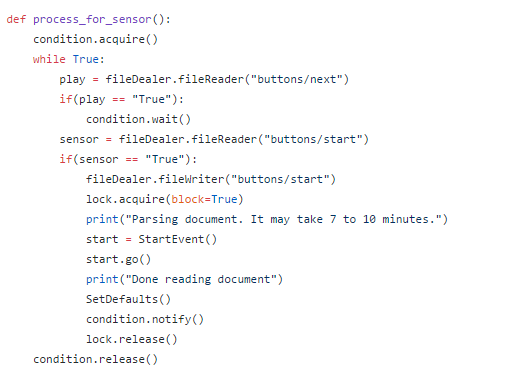 def process_for_sensor():
    condition.acquire()
    while True:
        play = fileDealer.fileReader("buttons/next")
        if(play == "True"):
            condition.wait()
        sensor = fileDealer.fileReader("buttons/start")
        if(sensor == "True"):
            fileDealer.fileWriter("buttons/start")
            lock.acquire(block=True)
            print("Parsing document. It may take 7 to 10 minutes.")
            start = StartEvent()
            start.go()
            print("Done reading document")
            SetDefaults()
            condition.notify()
            lock.release()
    condition.release()